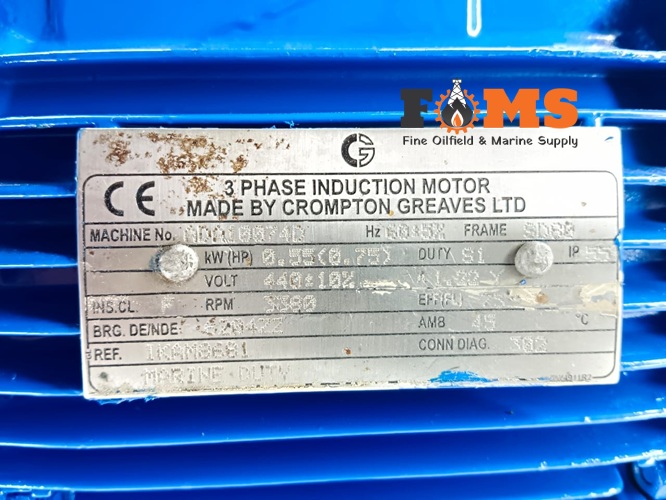 FOMS
Fine Oilfield & Marine Supply
CG
CE
3 PHASE INDUCTION MOTOR
MADE BY CROMPTON GREAVES LTD
MACHINE No. Hz 60±5% FRAME
kW(HP) 0.55(0.75) DUTY S1 IP 55
VOLT 440±10%
INS.CL. F RPM 3380
BRG. DE/NDE AMB 45 °C
REF. CONN DIAG. 302
MARINE DUTY